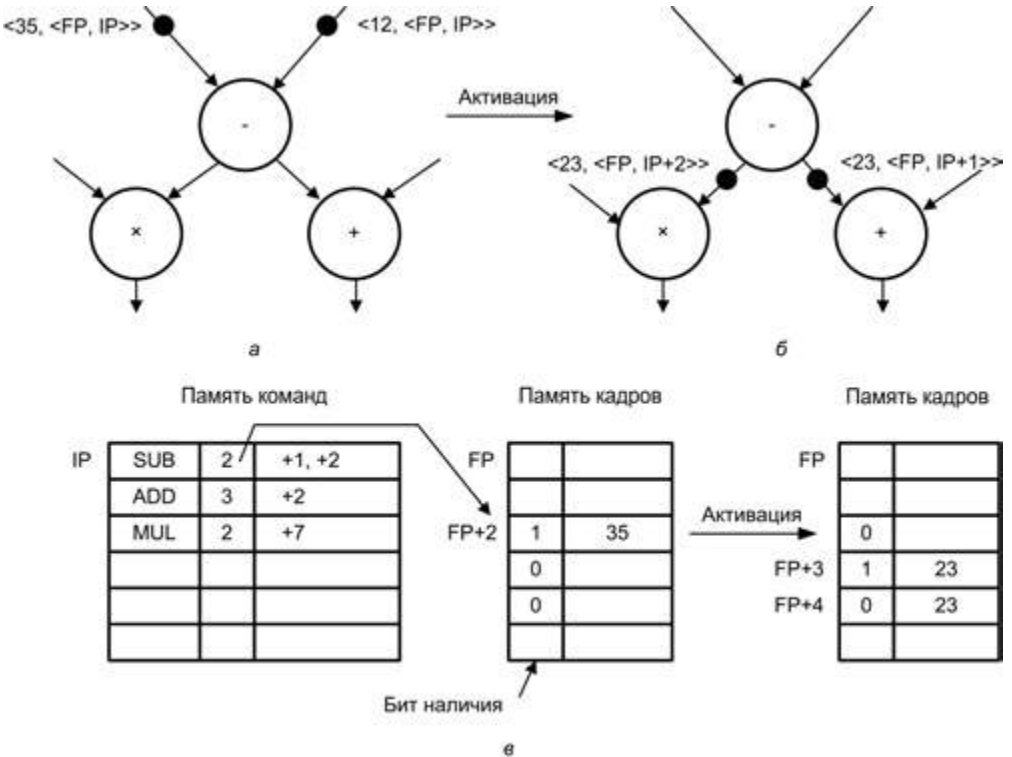 <35, <FP, IP>> <12, <FP, IP>>
-
Активация
-
<23, <FP, IP+2>> <23, <FP, IP+1>>
× + × +
а б
Память команд Память кадров Память кадров
IP SUB 2 +1, +2 FP FP
ADD 3 +2
MUL 2 +7 FP+2 1 35 Активация 0
0 FP+3 1 23
0 FP+4 0 23
Бит наличия
в